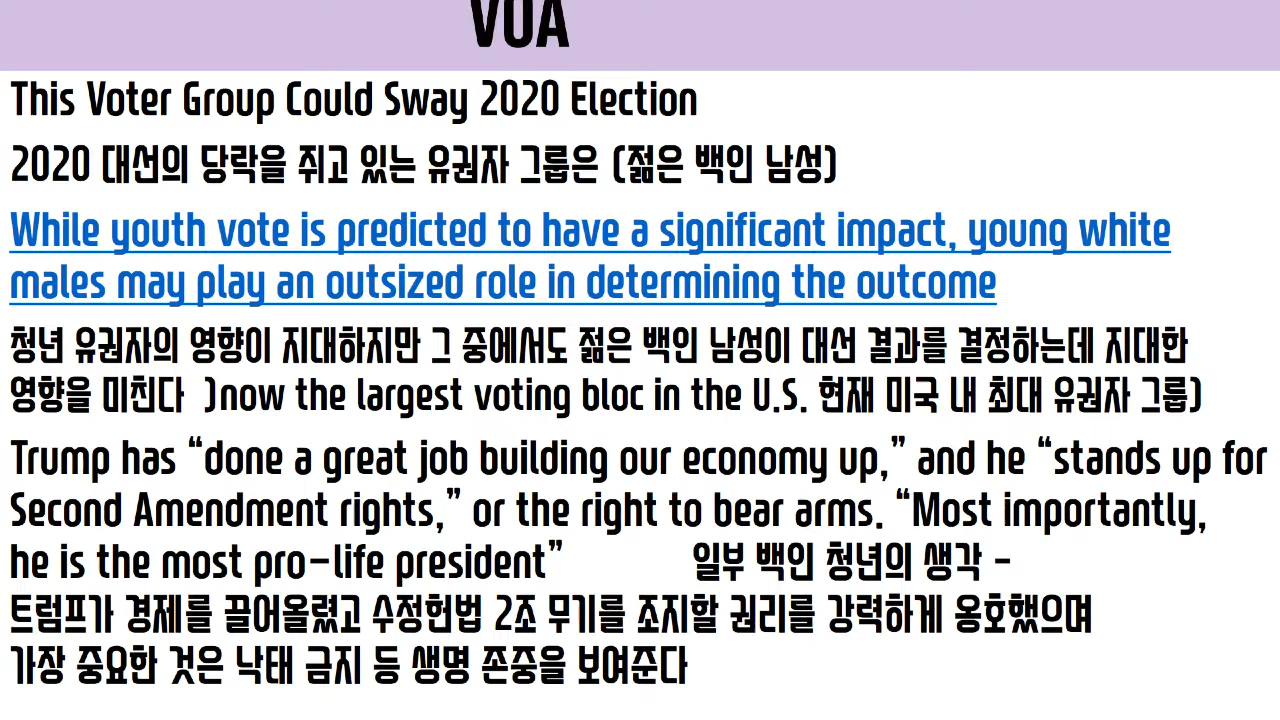 VOA
This Voter Group Could Sway 2020 Election
2020 대선의 당락을 쥐고 있는 유권자 그룹은 (젊은 백인 남성)
While youth vote is predicted to have a significant impact, young white
males may play an outsized role in determining the outcome
청년 유권자의 영향이 지대하지만 그 중에서도 젊은 백인 남성이 대선 결과를 결정하는데 지대한
영향을 미친다 )now the largest voting bloc in the U.S. 현재 미국 내 최대 유권자 그룹)
Trump has “done a great job building our economy up,” and he “stands up for
Second Amendment rights,” or the right to bear arms. “Most importantly,
he is the most pro-life president” 일부 백인 청년의 생각 -
트럼프가 경제를 끌어올렸고 수정헌법 2조 무기를 조지할 권리를 강력하게 옹호했으며
가장 중요한 것은 낙태 금지 등 생명 존중을 보여준다